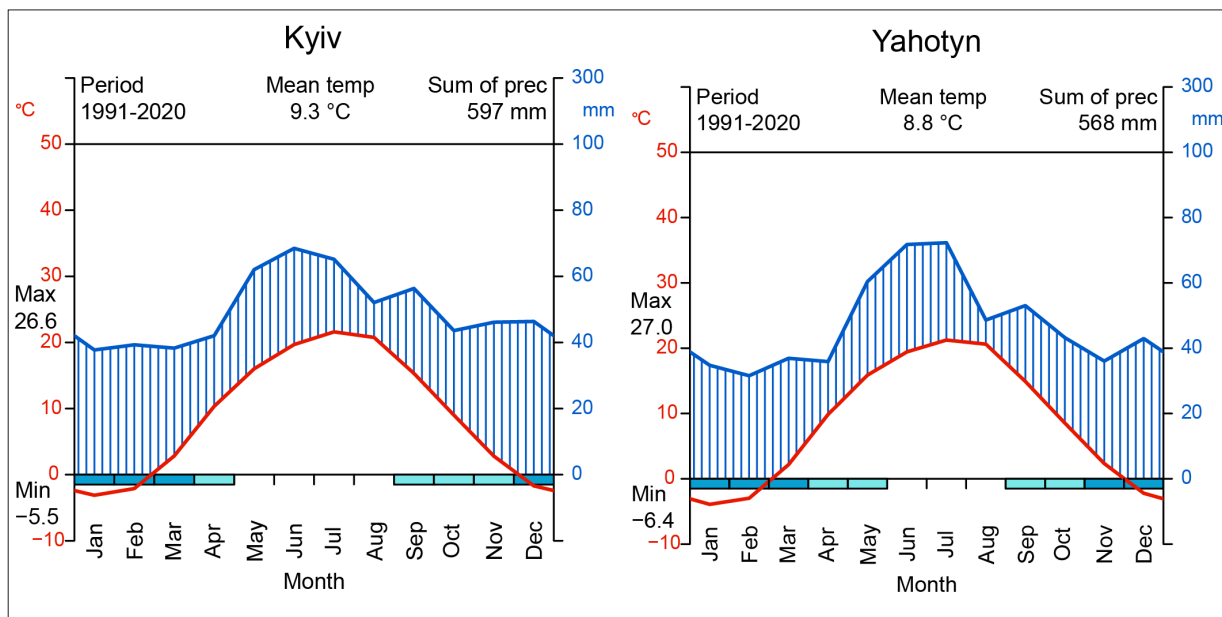 Kyiv
Period Mean temp Sum of prec
1991-2020 9.3 °C 597 mm
°C
50
40
30
20
10
0
−10
Max
26.6
Min
−5.5
300
mm
100
80
60
40
20
0
Jan Feb Mar Apr May Jun Jul Aug Sep Oct Nov Dec
Month
Yahotyn
Period Mean temp Sum of prec
1991-2020 8.8 °C 568 mm
°C
50
40
30
20
10
0
−10
Max
27.0
Min
−6.4
300
mm
100
80
60
40
20
0
Jan Feb Mar Apr May Jun Jul Aug Sep Oct Nov Dec
Month